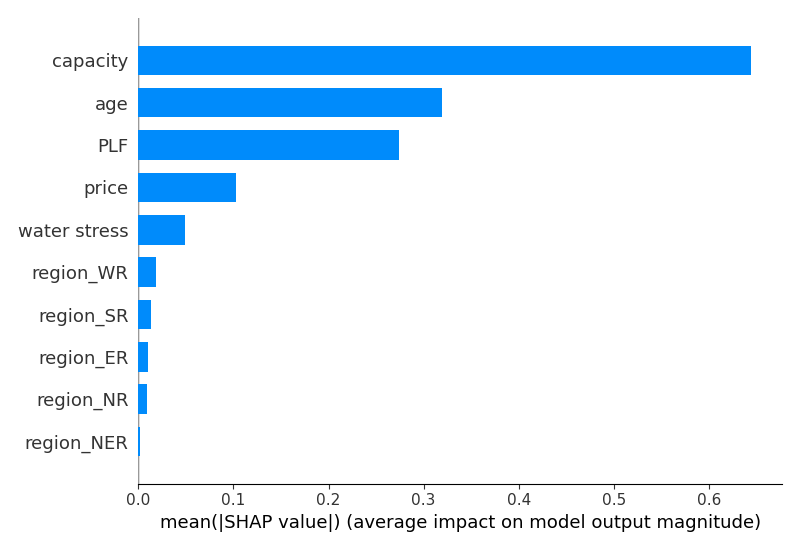 capacity
age
PLF
price
water stress
region_WR
region_SR
region_ER
region_NR
region_NER
0.0 0.1 0.2 0.3 0.4 0.5 0.6
mean(|SHAP value|) (average impact on model output magnitude)